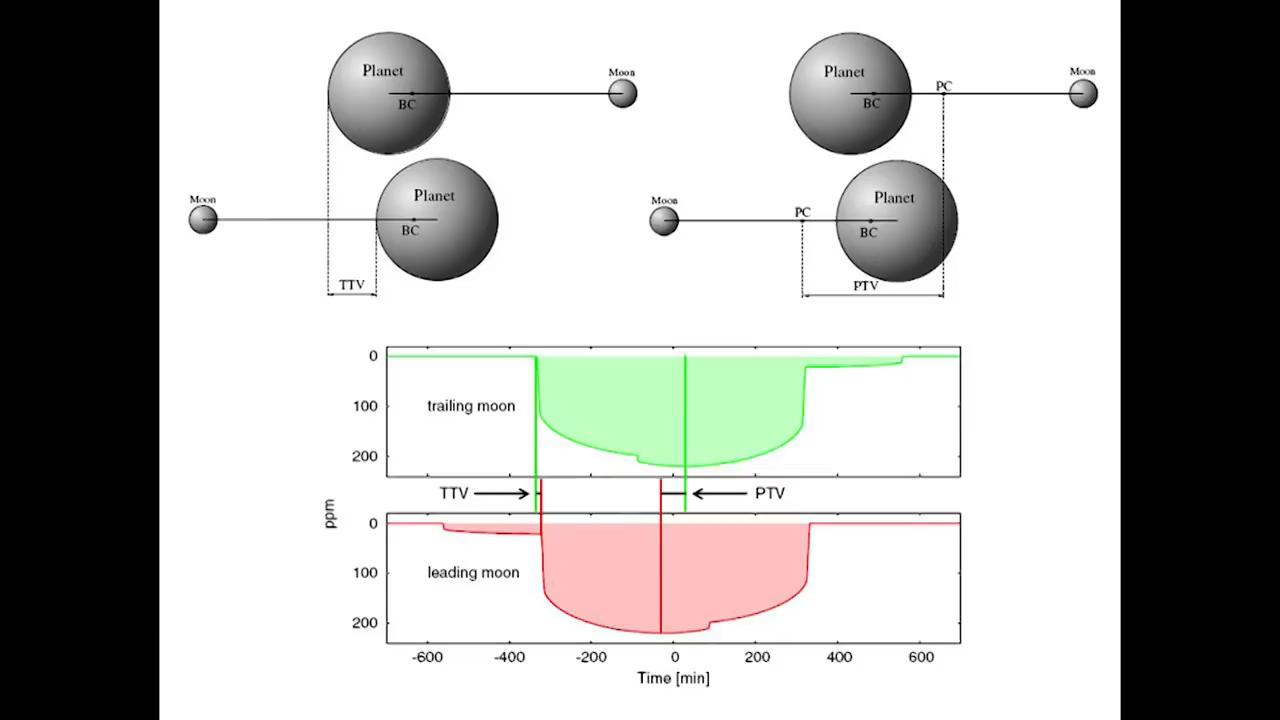 Planet
Moon
BC
Planet
Moon
BC
TTV
Planet
Moon
PC
BC
Planet
Moon
PC
BC
PTV
0
100
200
trailing moon
TTV
PTV
ppm
0
100
200
leading moon
-600 -400 -200 0 200 400 600
Time [min]